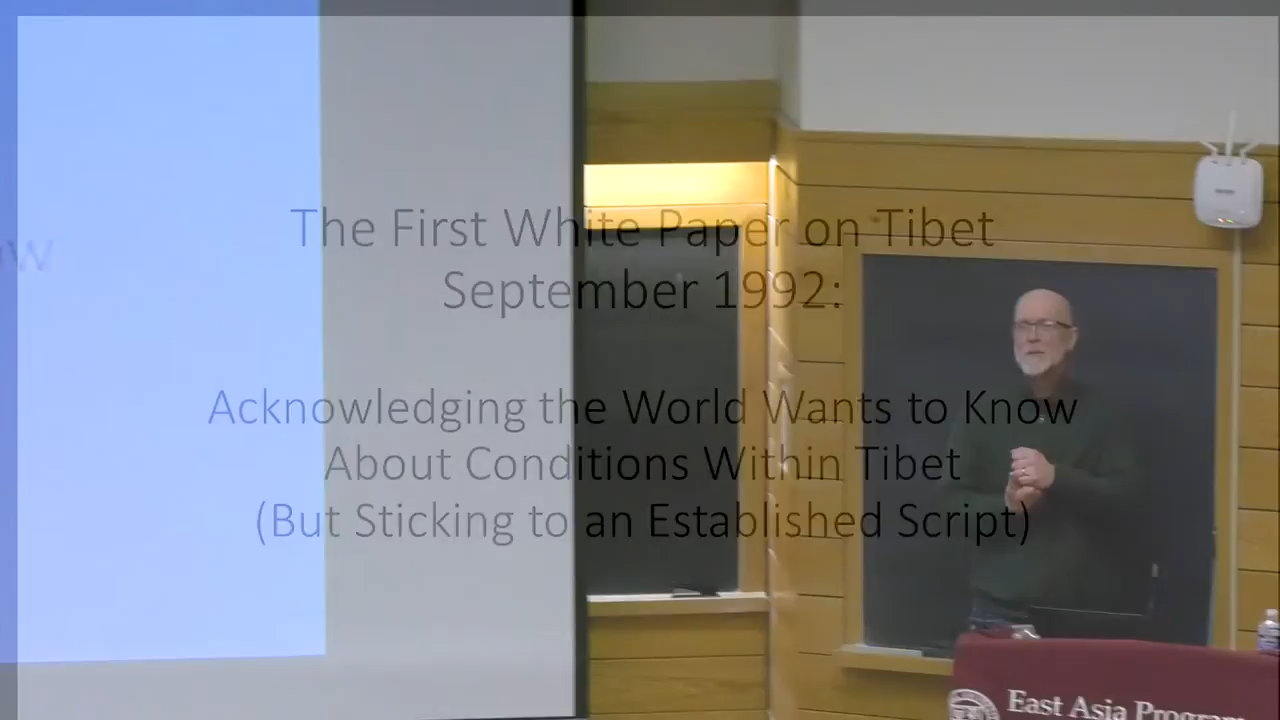 The First White Paper on Tibet
September 1992:
Acknowledging the World Wants to Know
About Conditions Within Tibet
(But Sticking to an Established Script)
ow
East Asia Program